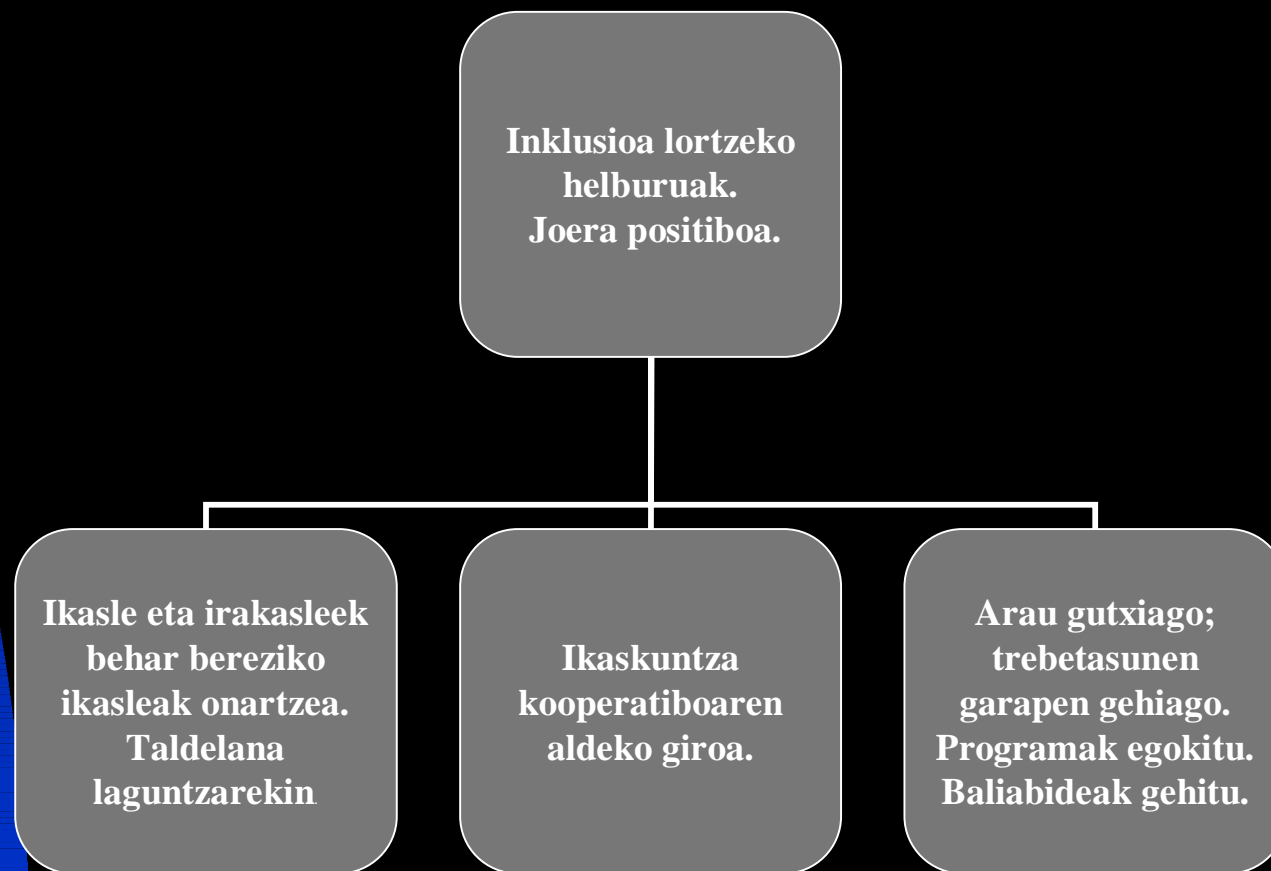 Inklusioa lortzeko
helburuak.
Joera positiboa.
Ikasle eta irakasleek
behar bereziko
ikasleak onartzea.
Taldelana
laguntzarekin.
Ikaskuntza
kooperatiboaren
aldeko giroa.
Arau gutxiago;
trebetasunen
garapen gehiago.
Programak egokitu.
Baliabideak gehitu.